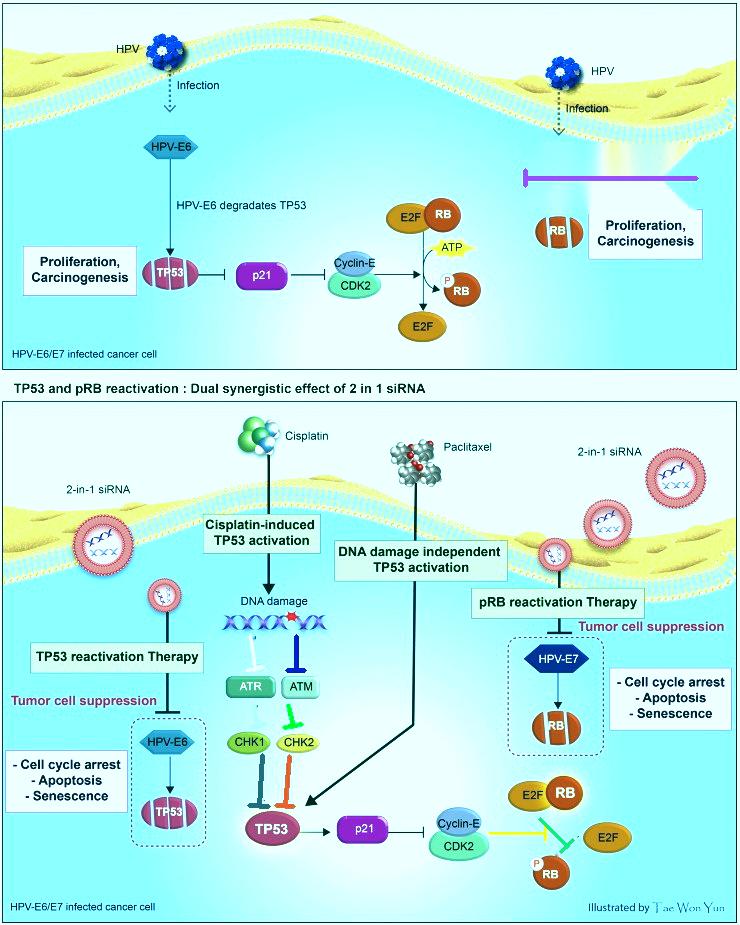 HPV
Infection
HPV
Infection
HPV-E6
HPV-E6 degradates TP53
Proliferation,
Carcinogenesis
TP53
p21
Cyclin-E
CDK2
E2F
RB
ATP
P
RB
E2F
RB
Proliferation,
Carcinogenesis
HPV-E6/E7 infected cancer cell
TP53 and pRB reactivation : Dual synergistic effect of 2 in 1 siRNA
2-in-1 siRNA
Cisplatin
Paclitaxel
2-in-1 siRNA
Cisplatin-induced
TP53 activation
DNA damage independent
TP53 activation
pRB reactivation Therapy
Tumor cell suppression
TP53 reactivation Therapy
Tumor cell suppression
DNA damage
ATR
ATM
CHK1
CHK2
HPV-E7
RB
- Cell cycle arrest
- Apoptosis
- Senescence
HPV-E6
TP53
- Cell cycle arrest
- Apoptosis
- Senescence
TP53
p21
Cyclin-E
CDK2
E2F
RB
E2F
P
RB
HPV-E6/E7 infected cancer cell
Illustrated by Tae Won Yun